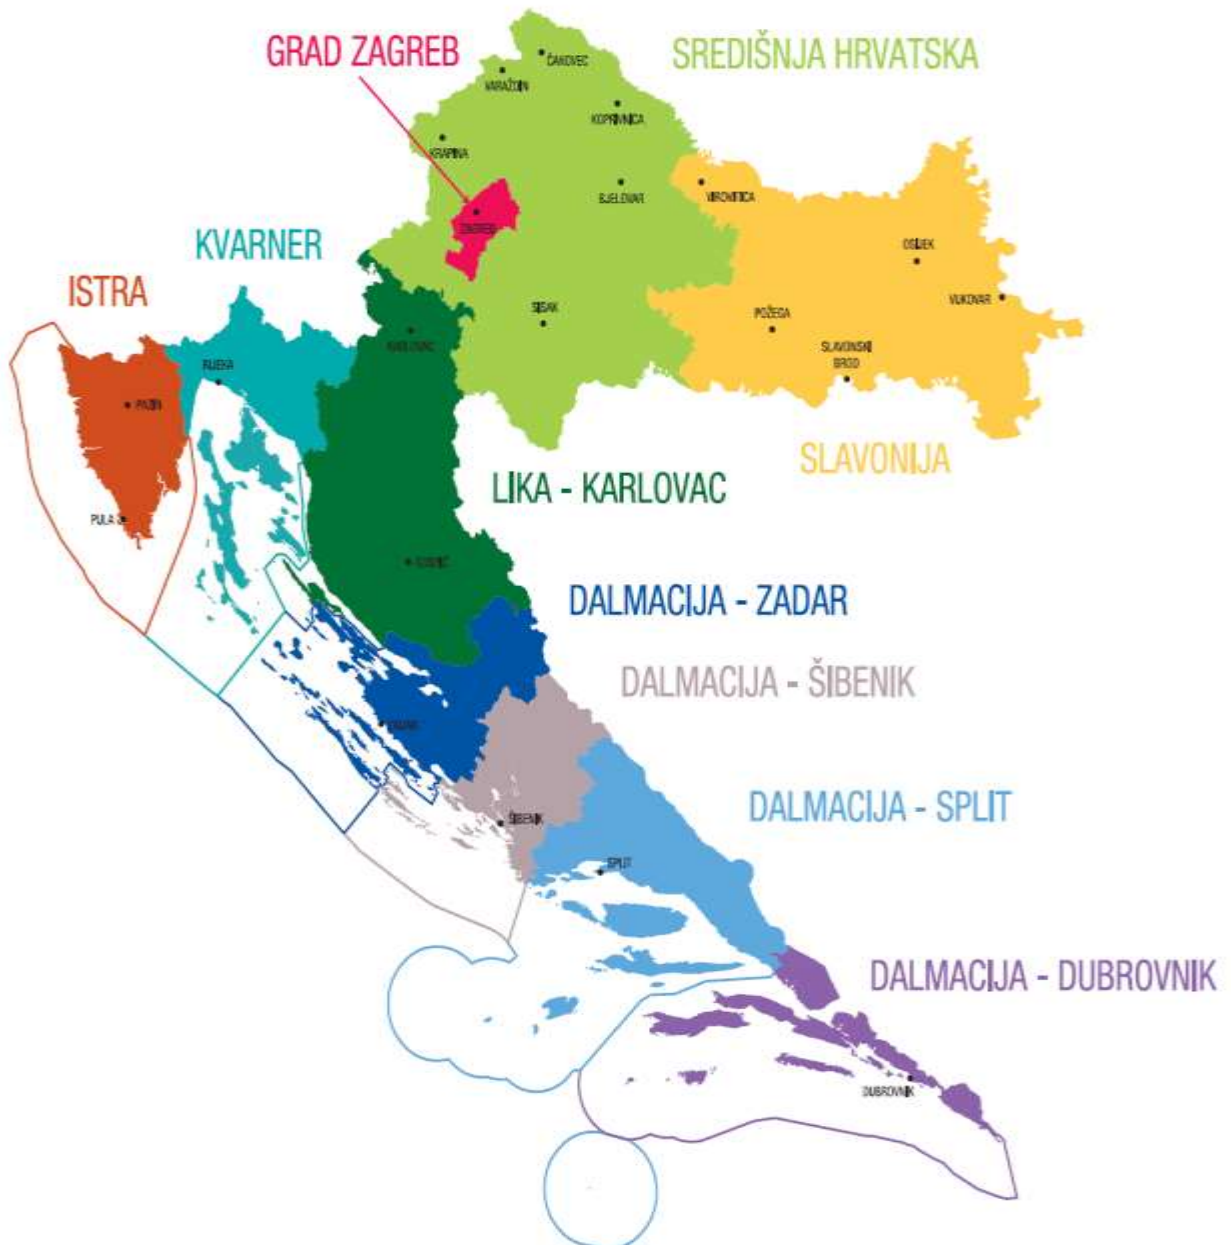 GRAD ZAGREB
SREDIŠNJA HRVATSKA
ČAKOVEC
VARAŽDIN
KOPRIVNICA
KRAPINA
BJELOVAR
VIROVITICA
ZAGREB
KVARNER
OSIJEK
ISTRA
VUKOVAR
SISAK
POŽEGA
KARLOVAC
SLAVONSKI
BROD
RIJEKA
PAZIN
SLAVONIJA
LIKA - KARLOVAC
PULA
GOSPIĆ
DALMACIJA - ZADAR
DALMACIJA - ŠIBENIK
ZADAR
DALMACIJA - SPLIT
ŠIBENIK
SPLIT
DALMACIJA - DUBROVNIK
DUBROVNIK